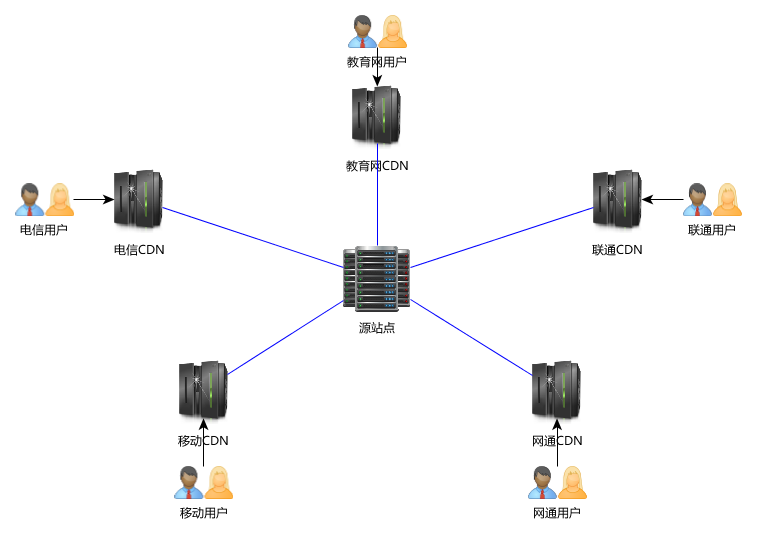 教育网用户
教育网CDN
电信用户
电信CDN
联通CDN
联通用户
源站点
移动CDN
网通CDN
移动用户
网通用户